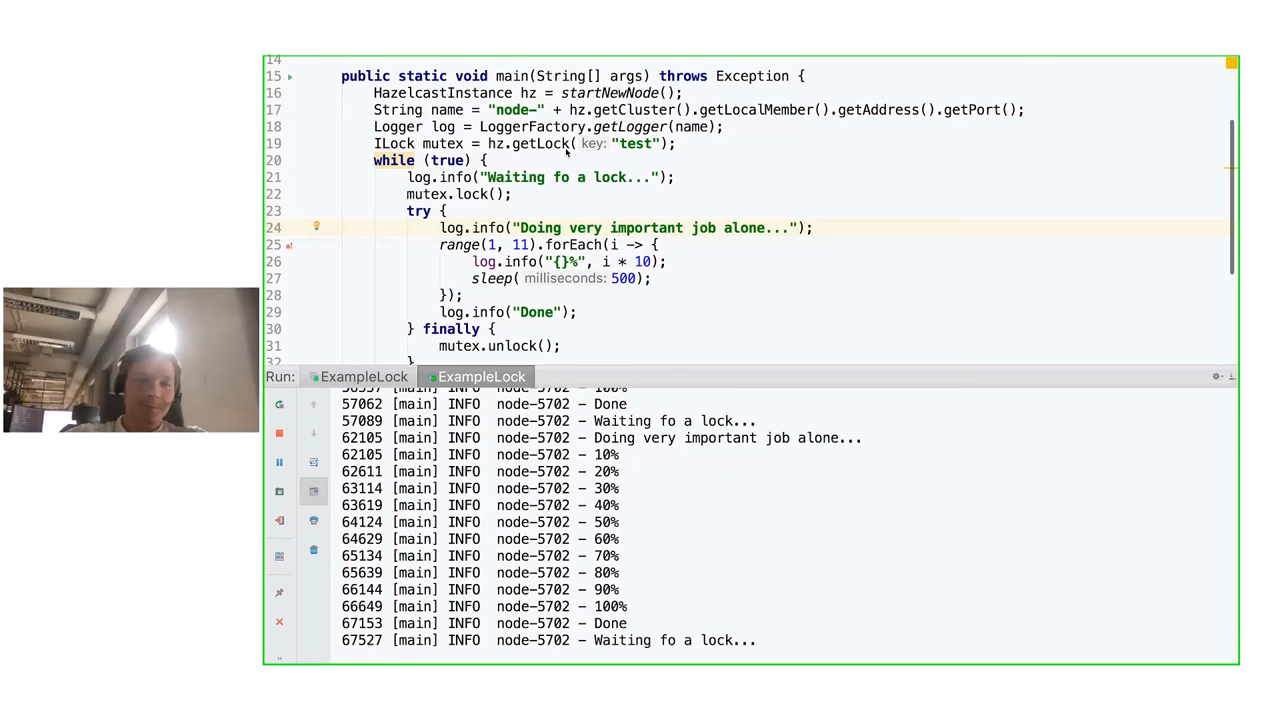 14
15 public static void main(String[] args) throws Exception {
16 HazelcastInstance hz = startNewNode();
17 String name = "node-" + hz.getCluster().getLocalMember().getAddress().getPort();
18 Logger log = LoggerFactory.getLogger(name);
19 ILock mutex = hz.getLock( key: "test");
20 while (true) {
21 log.info("Waiting fo a lock...");
22 mutex.lock();
23 try {
24 log.info("Doing very important job alone...");
25 range(1, 11).forEach(i -> {
26 log.info("{}%", i * 10);
27 sleep( milliseconds: 500);
28 });
29 log.info("Done");
30 } finally {
31 mutex.unlock();
32 }
Run: ExampleLock ExampleLock
56557 [main] INFO node-5702 - 100%
57062 [main] INFO node-5702 - Done
57089 [main] INFO node-5702 - Waiting fo a lock...
62105 [main] INFO node-5702 - Doing very important job alone...
62105 [main] INFO node-5702 - 10%
62611 [main] INFO node-5702 - 20%
63114 [main] INFO node-5702 - 30%
63619 [main] INFO node-5702 - 40%
64124 [main] INFO node-5702 - 50%
64629 [main] INFO node-5702 - 60%
65134 [main] INFO node-5702 - 70%
65639 [main] INFO node-5702 - 80%
66144 [main] INFO node-5702 - 90%
66649 [main] INFO node-5702 - 100%
67153 [main] INFO node-5702 - Done
67527 [main] INFO node-5702 - Waiting fo a lock...